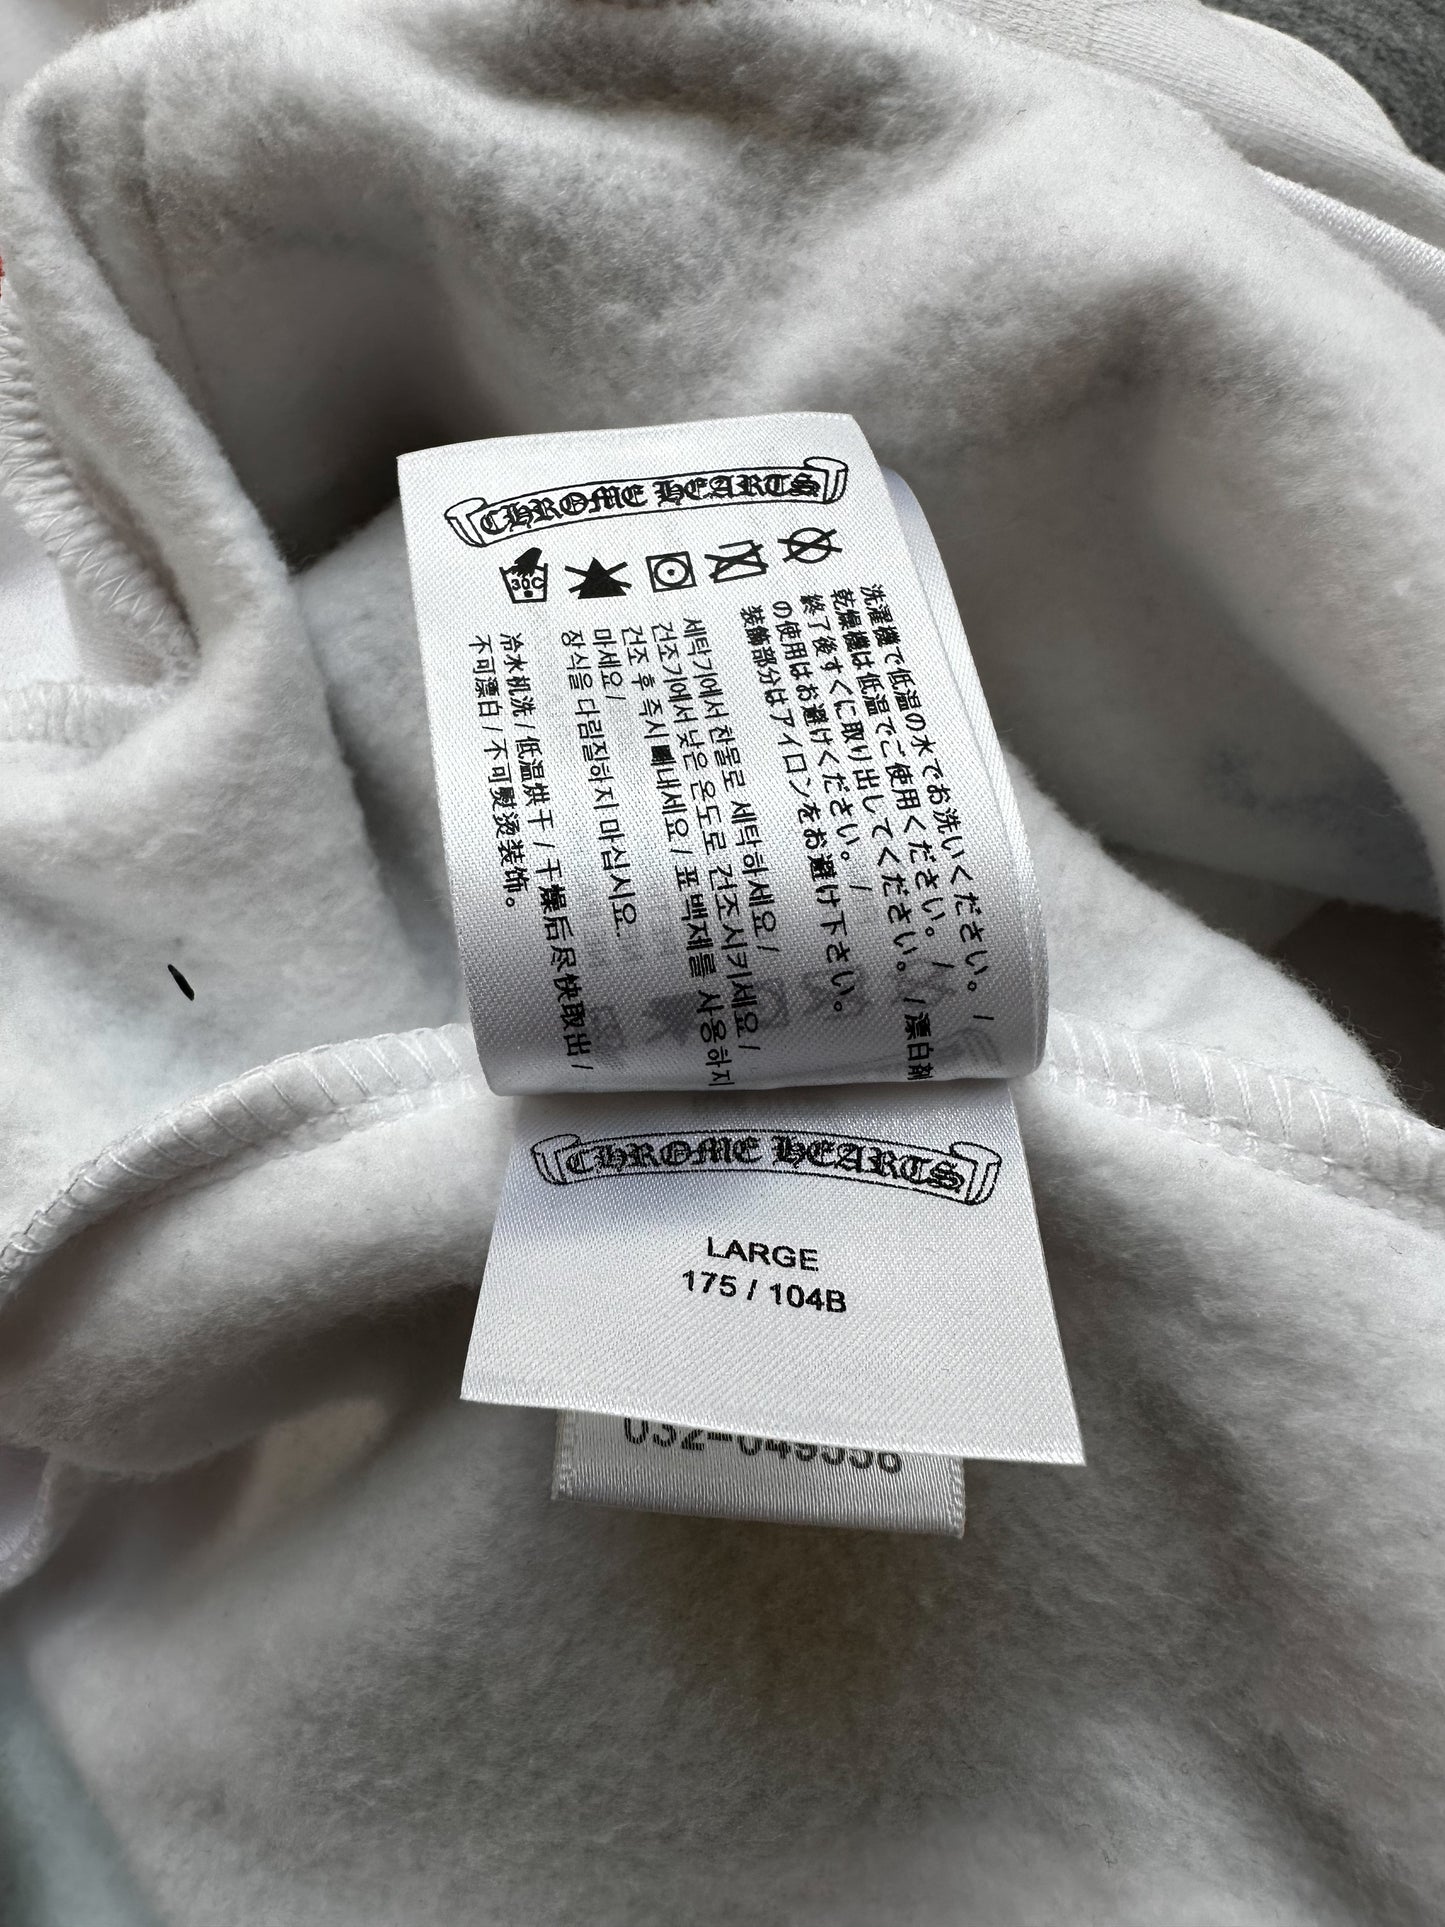 CHROME HEARTS
30C
洗濯機で低温の水でお洗いください。/
乾燥機は低温でご使用ください。/
終了後すぐに取り出してください。/漂白剤
の使用はお避けください。/
装飾部分はアイロンをお避け下さい。
세탁기에서 찬물로 세탁하세요/
건조기에서 낮은 온도로 건조시키세요/
건조 후 즉시 빼내세요/표백제를 사용하지
마세요/
장식을 다림질하지 마십시오.
冷水机洗/低温烘干/干燥后尽快取出/
不可漂白/不可熨烫装饰。
CHROME HEARTS
LARGE
175 / 104B